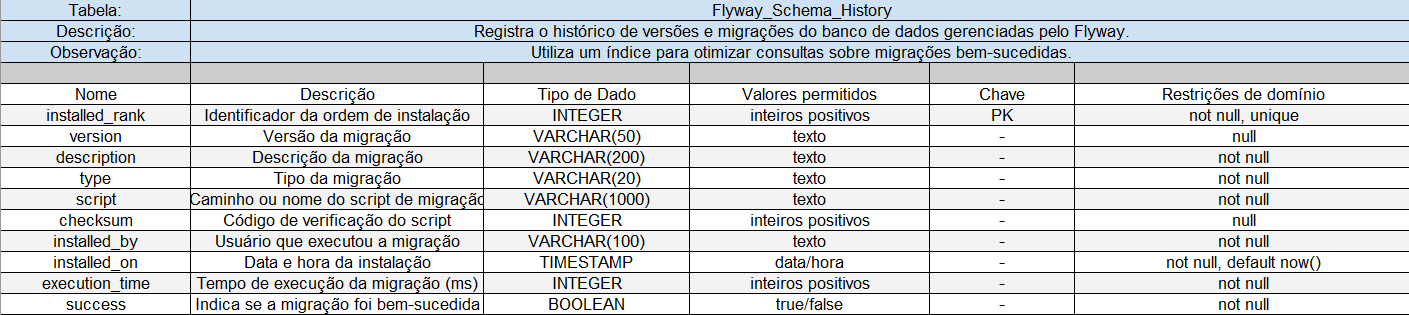 Tabela: Flyway_Schema_History
Descrição: Registra o histórico de versões e migrações do banco de dados gerenciadas pelo Flyway.
Observação: Utiliza um índice para otimizar consultas sobre migrações bem-sucedidas.
Nome Descrição Tipo de Dado Valores permitidos Chave Restrições de domínio
installed_rank Identificador da ordem de instalação INTEGER inteiros positivos PK not null, unique
version Versão da migração VARCHAR(50) texto - null
description Descrição da migração VARCHAR(200) texto - not null
type Tipo da migração VARCHAR(20) texto - not null
script Caminho ou nome do script de migração VARCHAR(1000) texto - not null
checksum Código de verificação do script INTEGER inteiros positivos - null
installed_by Usuário que executou a migração VARCHAR(100) texto - not null
installed_on Data e hora da instalação TIMESTAMP data/hora - not null, default now()
execution_time Tempo de execução da migração (ms) INTEGER inteiros positivos - not null
success Indica se a migração foi bem-sucedida BOOLEAN true/false - not null